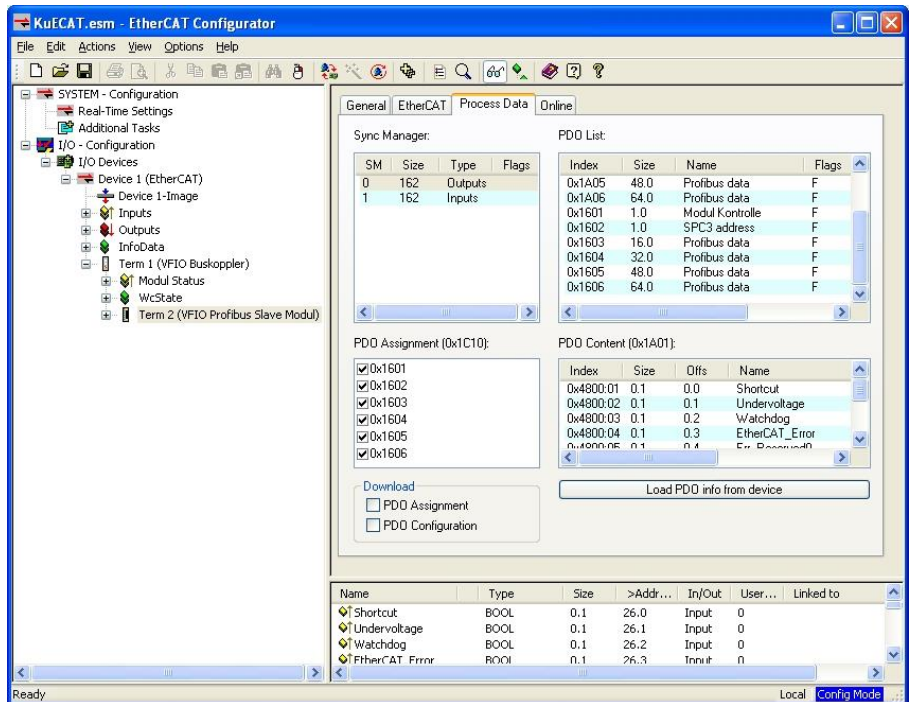 KuECAT.esm - EtherCAT Configurator
File Edit Actions View Options Help
SYSTEM - Configuration
Real-Time Settings
Additional Tasks
I/O - Configuration
I/O Devices
Device 1 (EtherCAT)
Device 1-Image
Inputs
Outputs
InfoData
Term 1 (VFIO Buskoppler)
Modul Status
WcState
Term 2 (VFIO Profibus Slave Modul)
General EtherCAT Process Data Online
Sync Manager:
SM Size Type Flags
0 162 Outputs
1 162 Inputs
PDO List:
Index Size Name Flags
0x1A05 48.0 Profibus data F
0x1A06 64.0 Profibus data F
0x1601 1.0 Modul Kontrolle F
0x1602 1.0 SPC3 address F
0x1603 16.0 Profibus data F
0x1604 32.0 Profibus data F
0x1605 48.0 Profibus data F
0x1606 64.0 Profibus data F
PDO Assignment (0x1C10):
0x1601
0x1602
0x1603
0x1604
0x1605
0x1606
PDO Content (0x1A01):
Index Size Offs Name
0x4800:01 0.1 0.0 Shortcut
0x4800:02 0.1 0.1 Undervoltage
0x4800:03 0.1 0.2 Watchdog
0x4800:04 0.1 0.3 EtherCAT_Error
0x4800:05 0.1 0.4
Download
PDO Assignment
PDO Configuration
Load PDO info from device
Name Type Size >Addr... In/Out User... Linked to
Shortcut BOOL 0.1 26.0 Input 0
Undervoltage BOOL 0.1 26.1 Input 0
Watchdog BOOL 0.1 26.2 Input 0
EtherCAT_Error BOOL 0.1 26.3 Input 0
Ready
Local Config Mode